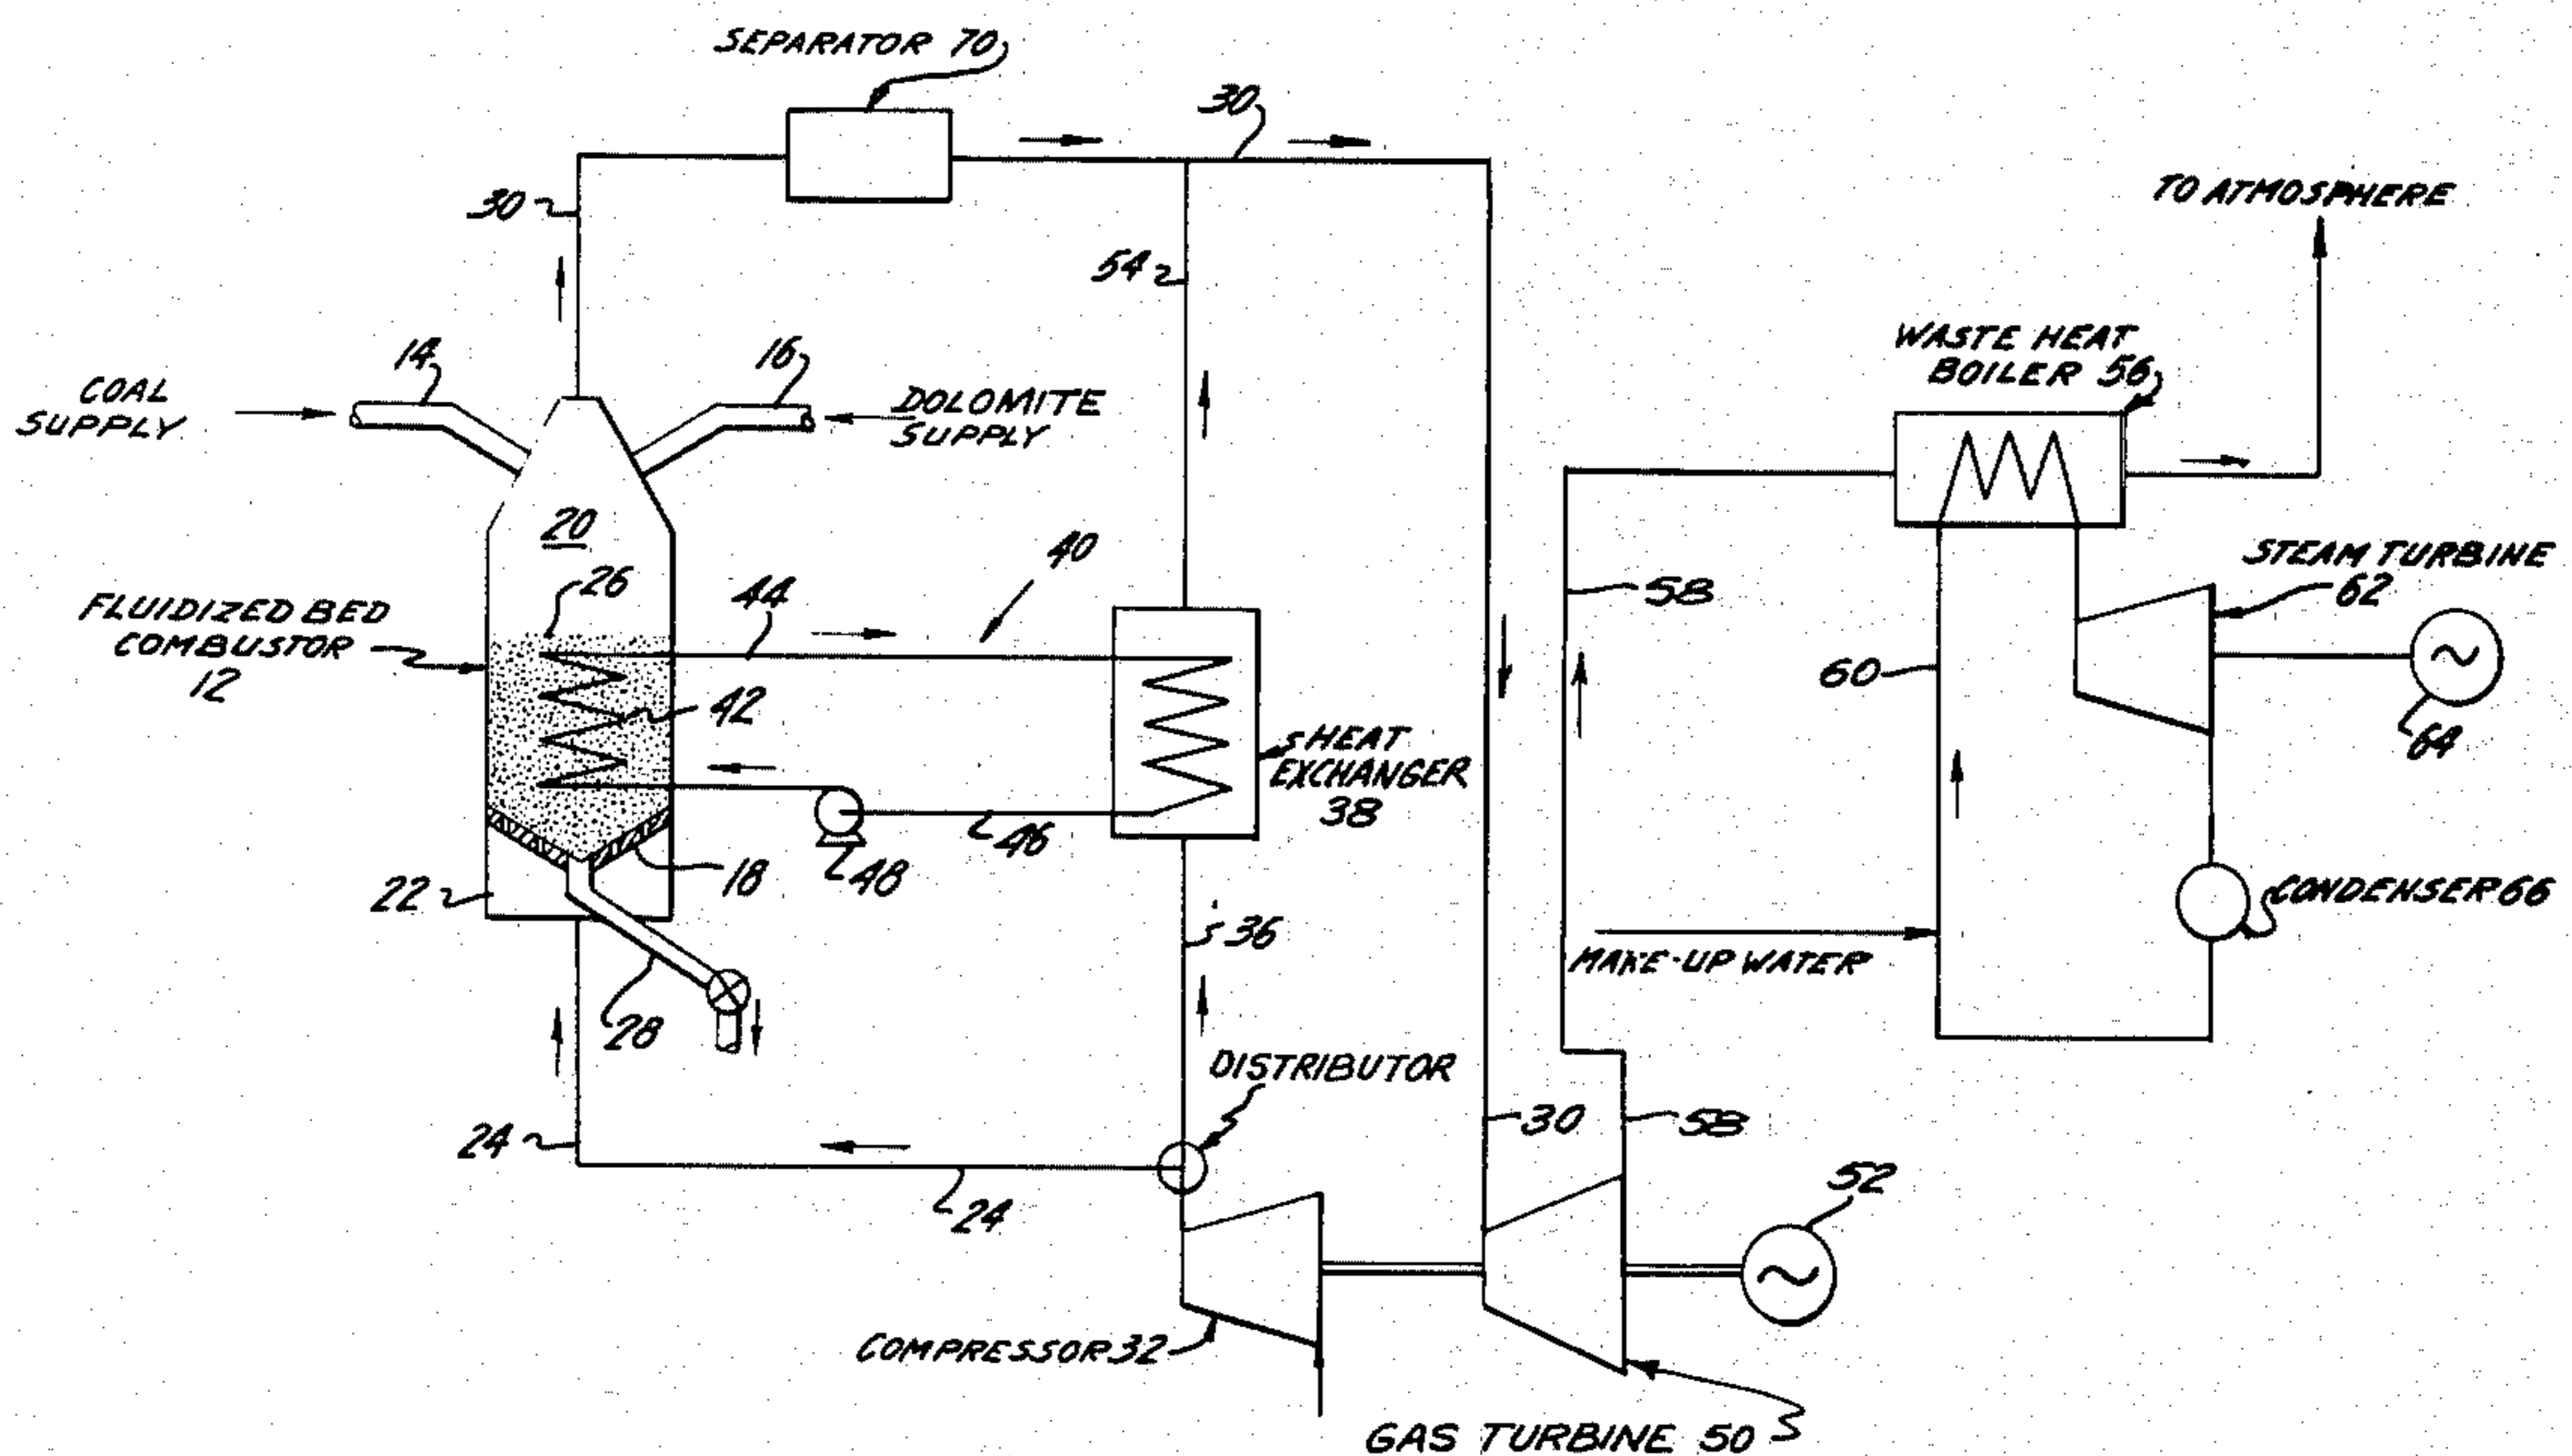 SEPARATOR 70
30
30
TO ATMOSPHERE
54
14
16
COAL
SUPPLY
DOLOMITE
SUPPLY
WASTE HEAT
BOILER 56
20
40
26
44
58
STEAM TURBINE
62
FLUIDIZED BED
COMBUSTOR
12
42
60
64
HEAT
EXCHANGER
38
46
48
18
22
CONDENSER 66
36
MAKE-UP WATER
28
DISTRIBUTOR
24
30
58
52
24
COMPRESSOR 32
GAS TURBINE 50